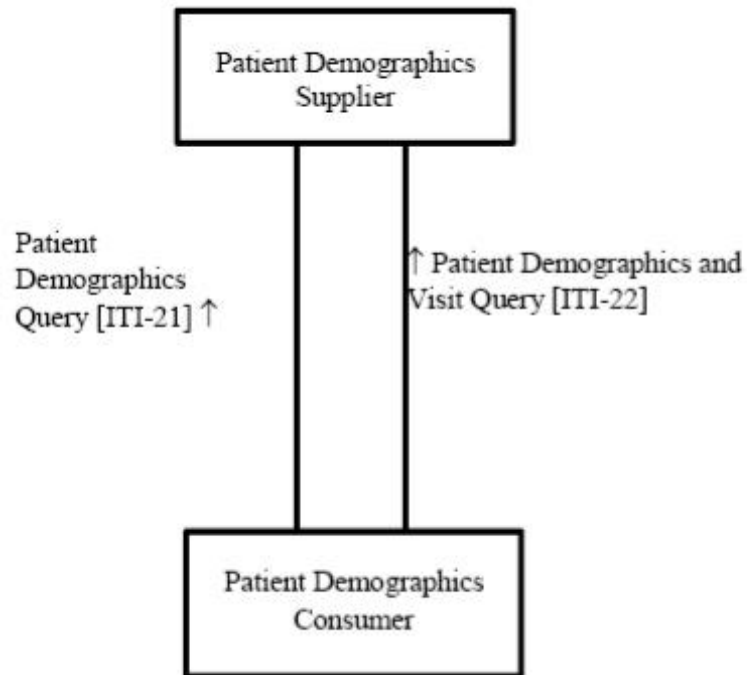 Patient Demographics
Supplier
Patient
Demographics
Query [ITI-21] ↑
↑ Patient Demographics and
Visit Query [ITI-22]
Patient Demographics
Consumer